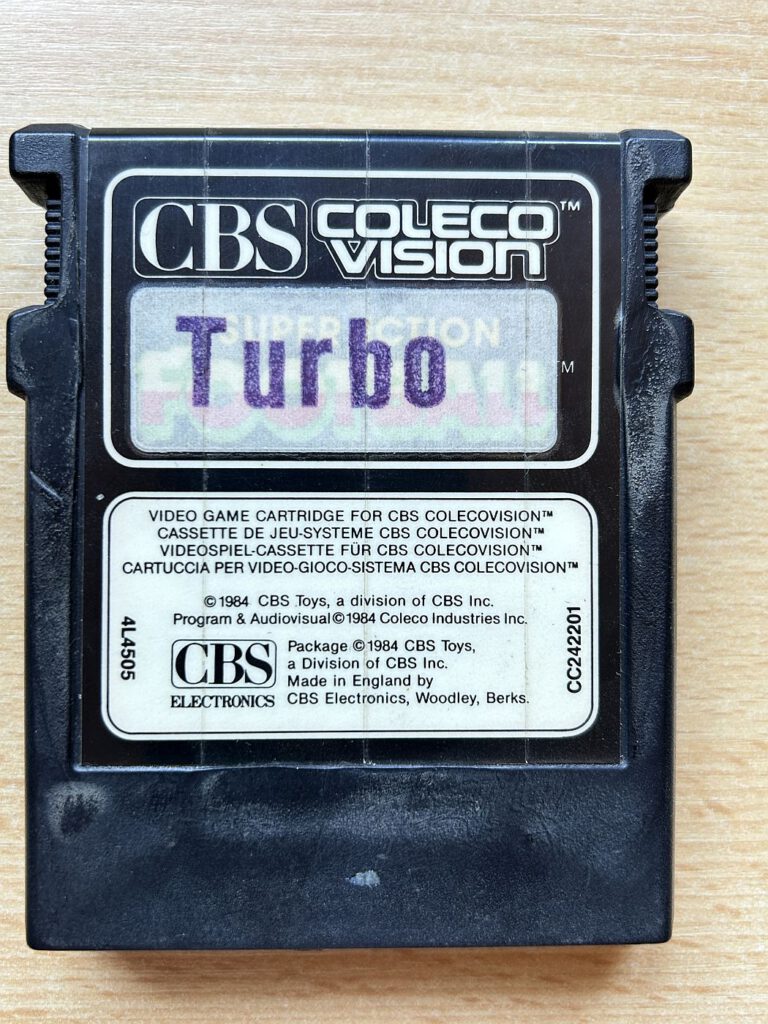 CBS COLECO VISION™
SUPER ACTION
FOOTBALL™
Turbo
VIDEO GAME CARTRIDGE FOR CBS COLECOVISION™
CASSETTE DE JEU-SYSTEME CBS COLECOVISION™
VIDEOSPIEL-CASSETTE FÜR CBS COLECOVISION™
CARTUCCIA PER VIDEO-GIOCO-SISTEMA CBS COLECOVISION™
©1984 CBS Toys, a division of CBS Inc.
Program & Audiovisual©1984 Coleco Industries Inc.
CBS ELECTRONICS
Package ©1984 CBS Toys,
a Division of CBS Inc.
Made in England by
CBS Electronics, Woodley, Berks.
4L4505
CC242201